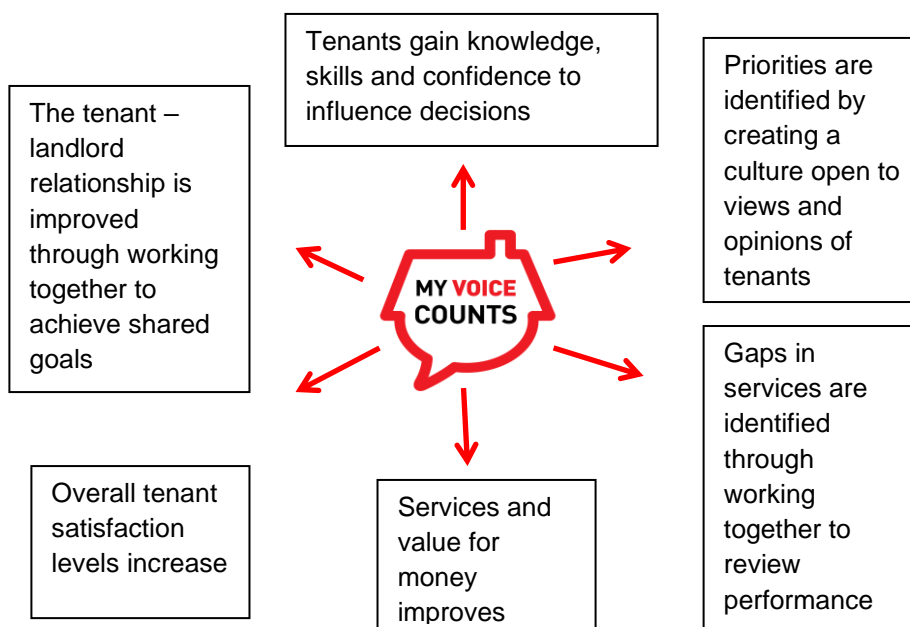 Tenants gain knowledge,
skills and confidence to
influence decisions
The tenant –
landlord
relationship is
improved
through working
together to
achieve shared
goals
Priorities are
identified by
creating a
culture open to
views and
opinions of
tenants
MY VOICE
COUNTS
Gaps in
services are
identified
through
working
together to
review
performance
Overall tenant
satisfaction
levels increase
Services and
value for
money
improves